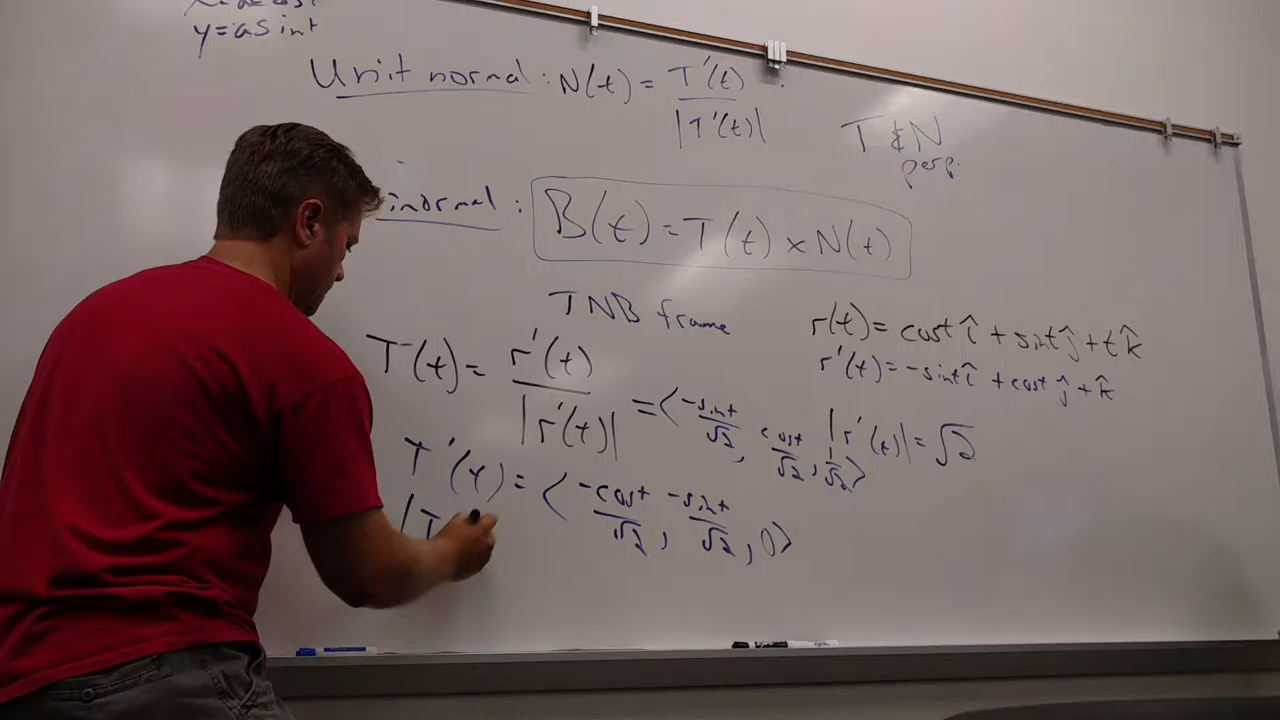 y=asint
Unit normal: N(t) = T'(t) / |T'(t)|
T & N
perp.
inormal : B(t) = T(t) x N(t)
TNB frame
r(t) = cost î + sint ĵ + t k̂
r'(t) = -sint î + cost ĵ + k̂
T(t) = r'(t) / |r'(t)| = ⟨-sint/√2, cost/√2, 1/√2⟩
|r'(t)| = √2
T'(t) = ⟨-cost/√2, -sint/√2, 0⟩
|T